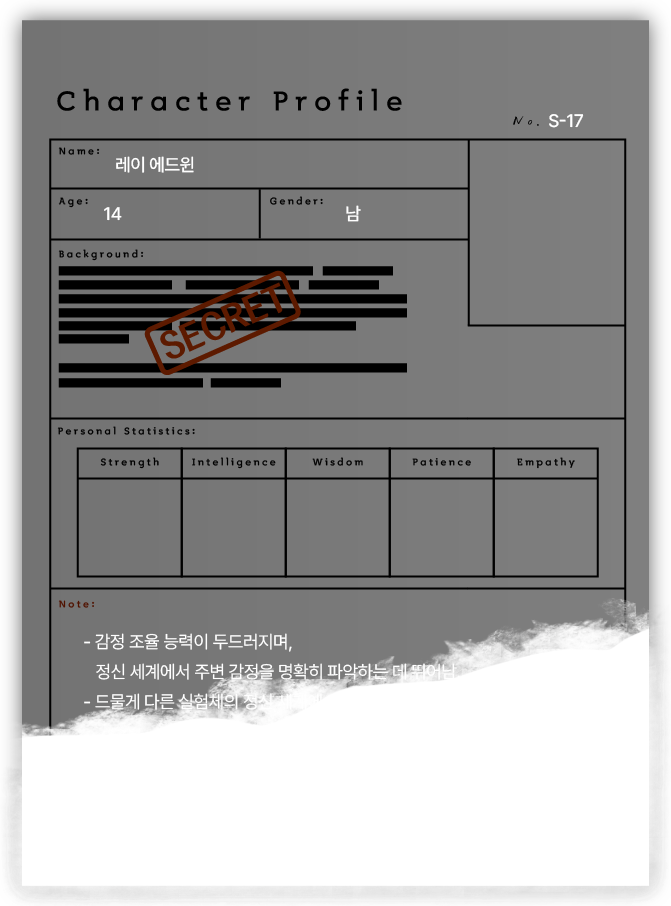 Character Profile
No. S-17
Name:
레이 에드윈
Age: 14
Gender: 남
Background:
SECRET
Personal Statistics:
Strength Intelligence Wisdom Patience Empathy
Note:
- 감정 조율 능력이 두드러지며,
정신 세계에서 주변 감정을 명확히 파악하는 데 뛰어남
- 드물게 다른 실험체의 정신